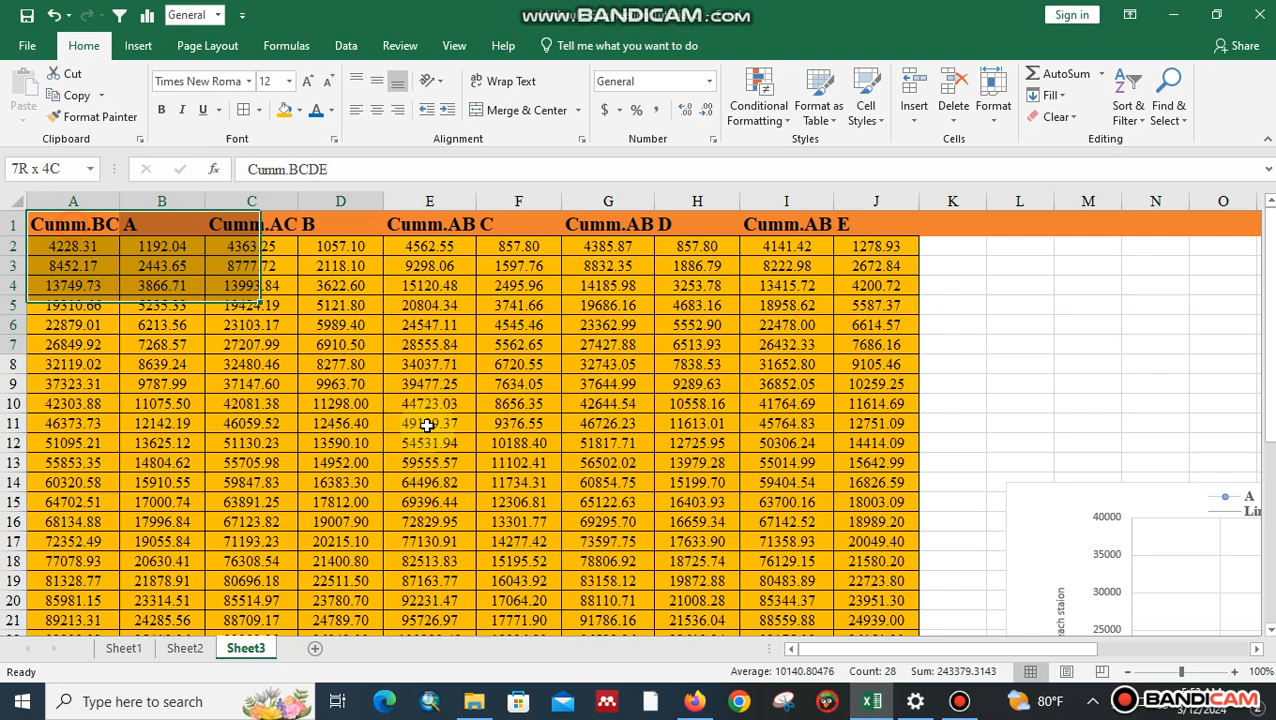 General
www.BANDICAM.com
Sign in
File Home Insert Page Layout Formulas Data Review View Help Tell me what you want to do Share
Paste Cut Copy Format Painter Clipboard
Times New Roma 12 B I U Font
Wrap Text Merge & Center Alignment
General $ % , Number
Conditional Formatting Format as Table Cell Styles Styles
Insert Delete Format Cells
AutoSum Fill Clear Sort & Filter Find & Select Editing
7R x 4C fx Cumm.BCDE
A B C D E F G H I J K L M N O
1 Cumm.BC A Cumm.AC B Cumm.AB C Cumm.AB D Cumm.AB E
2 4228.31 1192.04 4363.25 1057.10 4562.55 857.80 4385.87 857.80 4141.42 1278.93
3 8452.17 2443.65 8777.72 2118.10 9298.06 1597.76 8832.35 1886.79 8222.98 2672.84
4 13749.73 3866.71 13993.84 3622.60 15120.48 2495.96 14185.98 3253.78 13415.72 4200.72
5 19310.66 5235.33 19424.19 5121.80 20804.34 3741.66 19686.16 4683.16 18958.62 5587.37
6 22879.01 6213.56 23103.17 5989.40 24547.11 4545.46 23362.99 5552.90 22478.00 6614.57
7 26849.92 7268.57 27207.99 6910.50 28555.84 5562.65 27427.88 6513.93 26432.33 7686.16
8 32119.02 8639.24 32480.46 8277.80 34037.71 6720.55 32743.05 7838.53 31652.80 9105.46
9 37323.31 9787.99 37147.60 9963.70 39477.25 7634.05 37644.99 9289.63 36852.05 10259.25
10 42303.88 11075.50 42081.38 11298.00 44723.03 8656.35 42644.54 10558.16 41764.69 11614.69
11 46373.73 12142.19 46059.52 12456.40 9376.55 46726.23 11613.01 45764.83 12751.09
12 51095.21 13625.12 51130.23 13590.10 54531.94 10188.40 51817.71 12725.95 50306.24 14414.09
13 55853.35 14804.62 55705.98 14952.00 59555.57 11102.41 56502.02 13979.28 55014.99 15642.99
14 60320.58 15910.55 59847.83 16383.30 64496.82 11734.31 60854.75 15199.70 59404.54 16826.59
15 64702.51 17000.74 63891.25 17812.00 69396.44 12306.81 65122.63 16403.93 63700.16 18003.09
16 68134.88 17996.84 67123.82 19007.90 72829.95 13301.77 69295.70 16659.34 67142.52 18989.20
17 72352.49 19055.84 71193.23 20215.10 77130.91 14277.42 73597.75 17633.90 71358.93 20049.40
18 77078.93 20630.41 76308.54 21400.80 82513.83 15195.52 78806.92 18725.74 76129.15 21580.20
19 81328.77 21878.91 80696.18 22511.50 87163.77 16043.92 83158.12 19872.88 80483.89 22723.80
20 85981.15 23314.51 85514.97 23780.70 92231.47 17064.20 88110.71 21008.28 85344.37 23951.30
21 89213.31 24285.56 88709.17 24789.70 95726.97 17771.90 91786.16 21536.04 88559.88 24939.00
A
Lin
40000
35000
30000
25000
each staion
Sheet1 Sheet2 Sheet3
Ready Average: 10140.80476 Count: 28 Sum: 243379.3143 100%
Type here to search 80°F 3/12/2024
BANDICAM